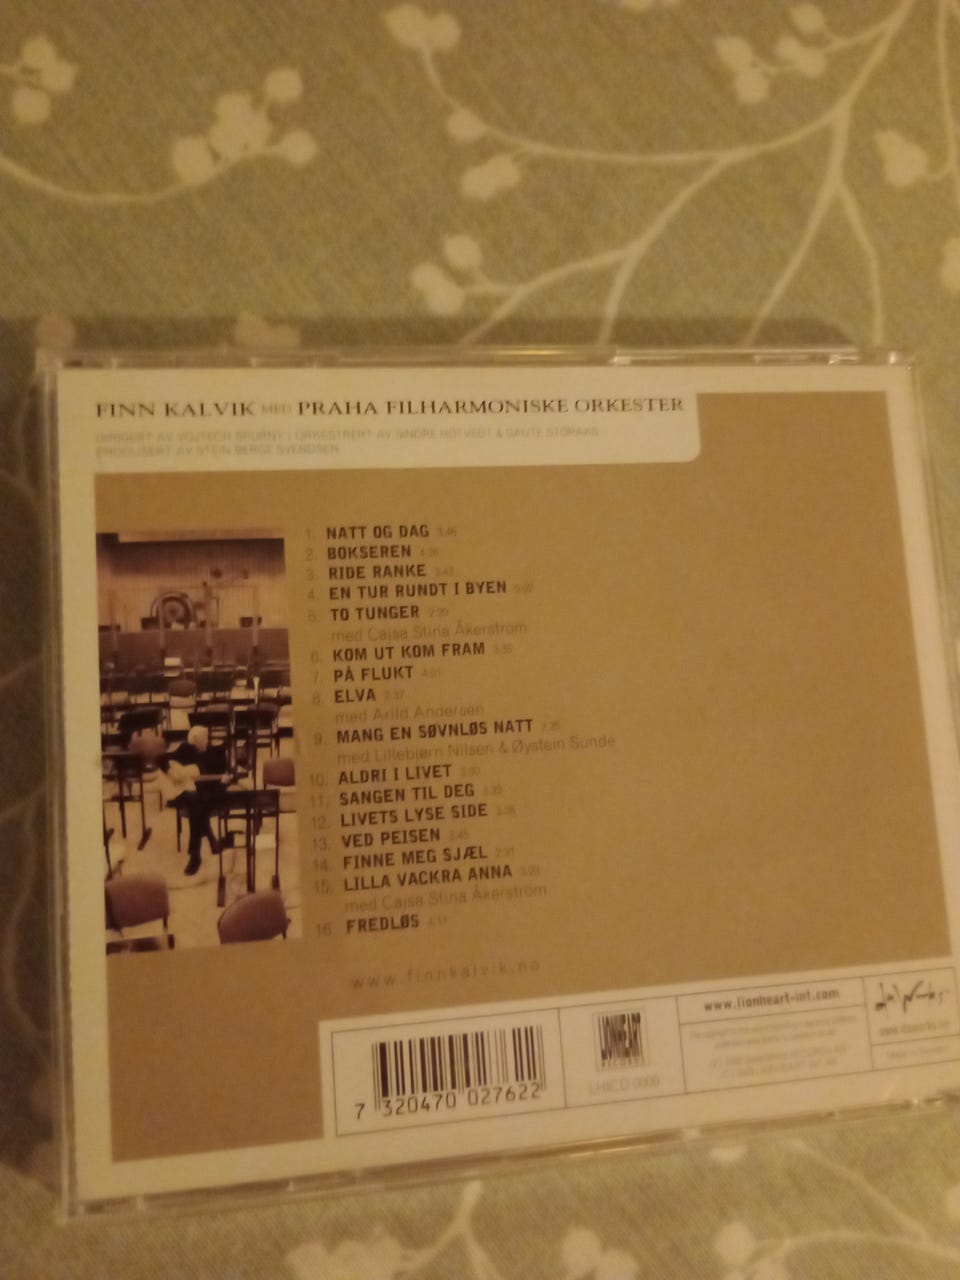 FINN KALVIK MED PRAHA FILHARMONISKE ORKESTER
DIRIGERT AV VOJTECH SPURNY | ORKESTRERT AV SINDRE HOTVEDT & GAUTE STORAAS
PRODUSERT AV STEIN BERGE SVENDSEN
1. NATT OG DAG
2. BOKSEREN
3. RIDE RANKE
4. EN TUR RUNDT I BYEN
5. TO TUNGER
med Cajsa Stina Åkerstrom
6. KOM UT KOM FRAM
7. PÅ FLUKT
8. ELVA
med Arild Andersen
9. MANG EN SØVNLØS NATT
med Lillebjørn Nilsen & Øystein Sunde
10. ALDRI I LIVET
11. SANGEN TIL DEG
12. LIVETS LYSE SIDE
13. VED PEISEN
14. FINNE MEG SJÆL
15. LILLA VACKRA ANNA
med Cajsa Stina Åkerstrom
16. FREDLØS
www.finnkalvik.no
7 320470 027622
LIONHEART
RECORDS
LHICD 0009
www.lionheart-int.com